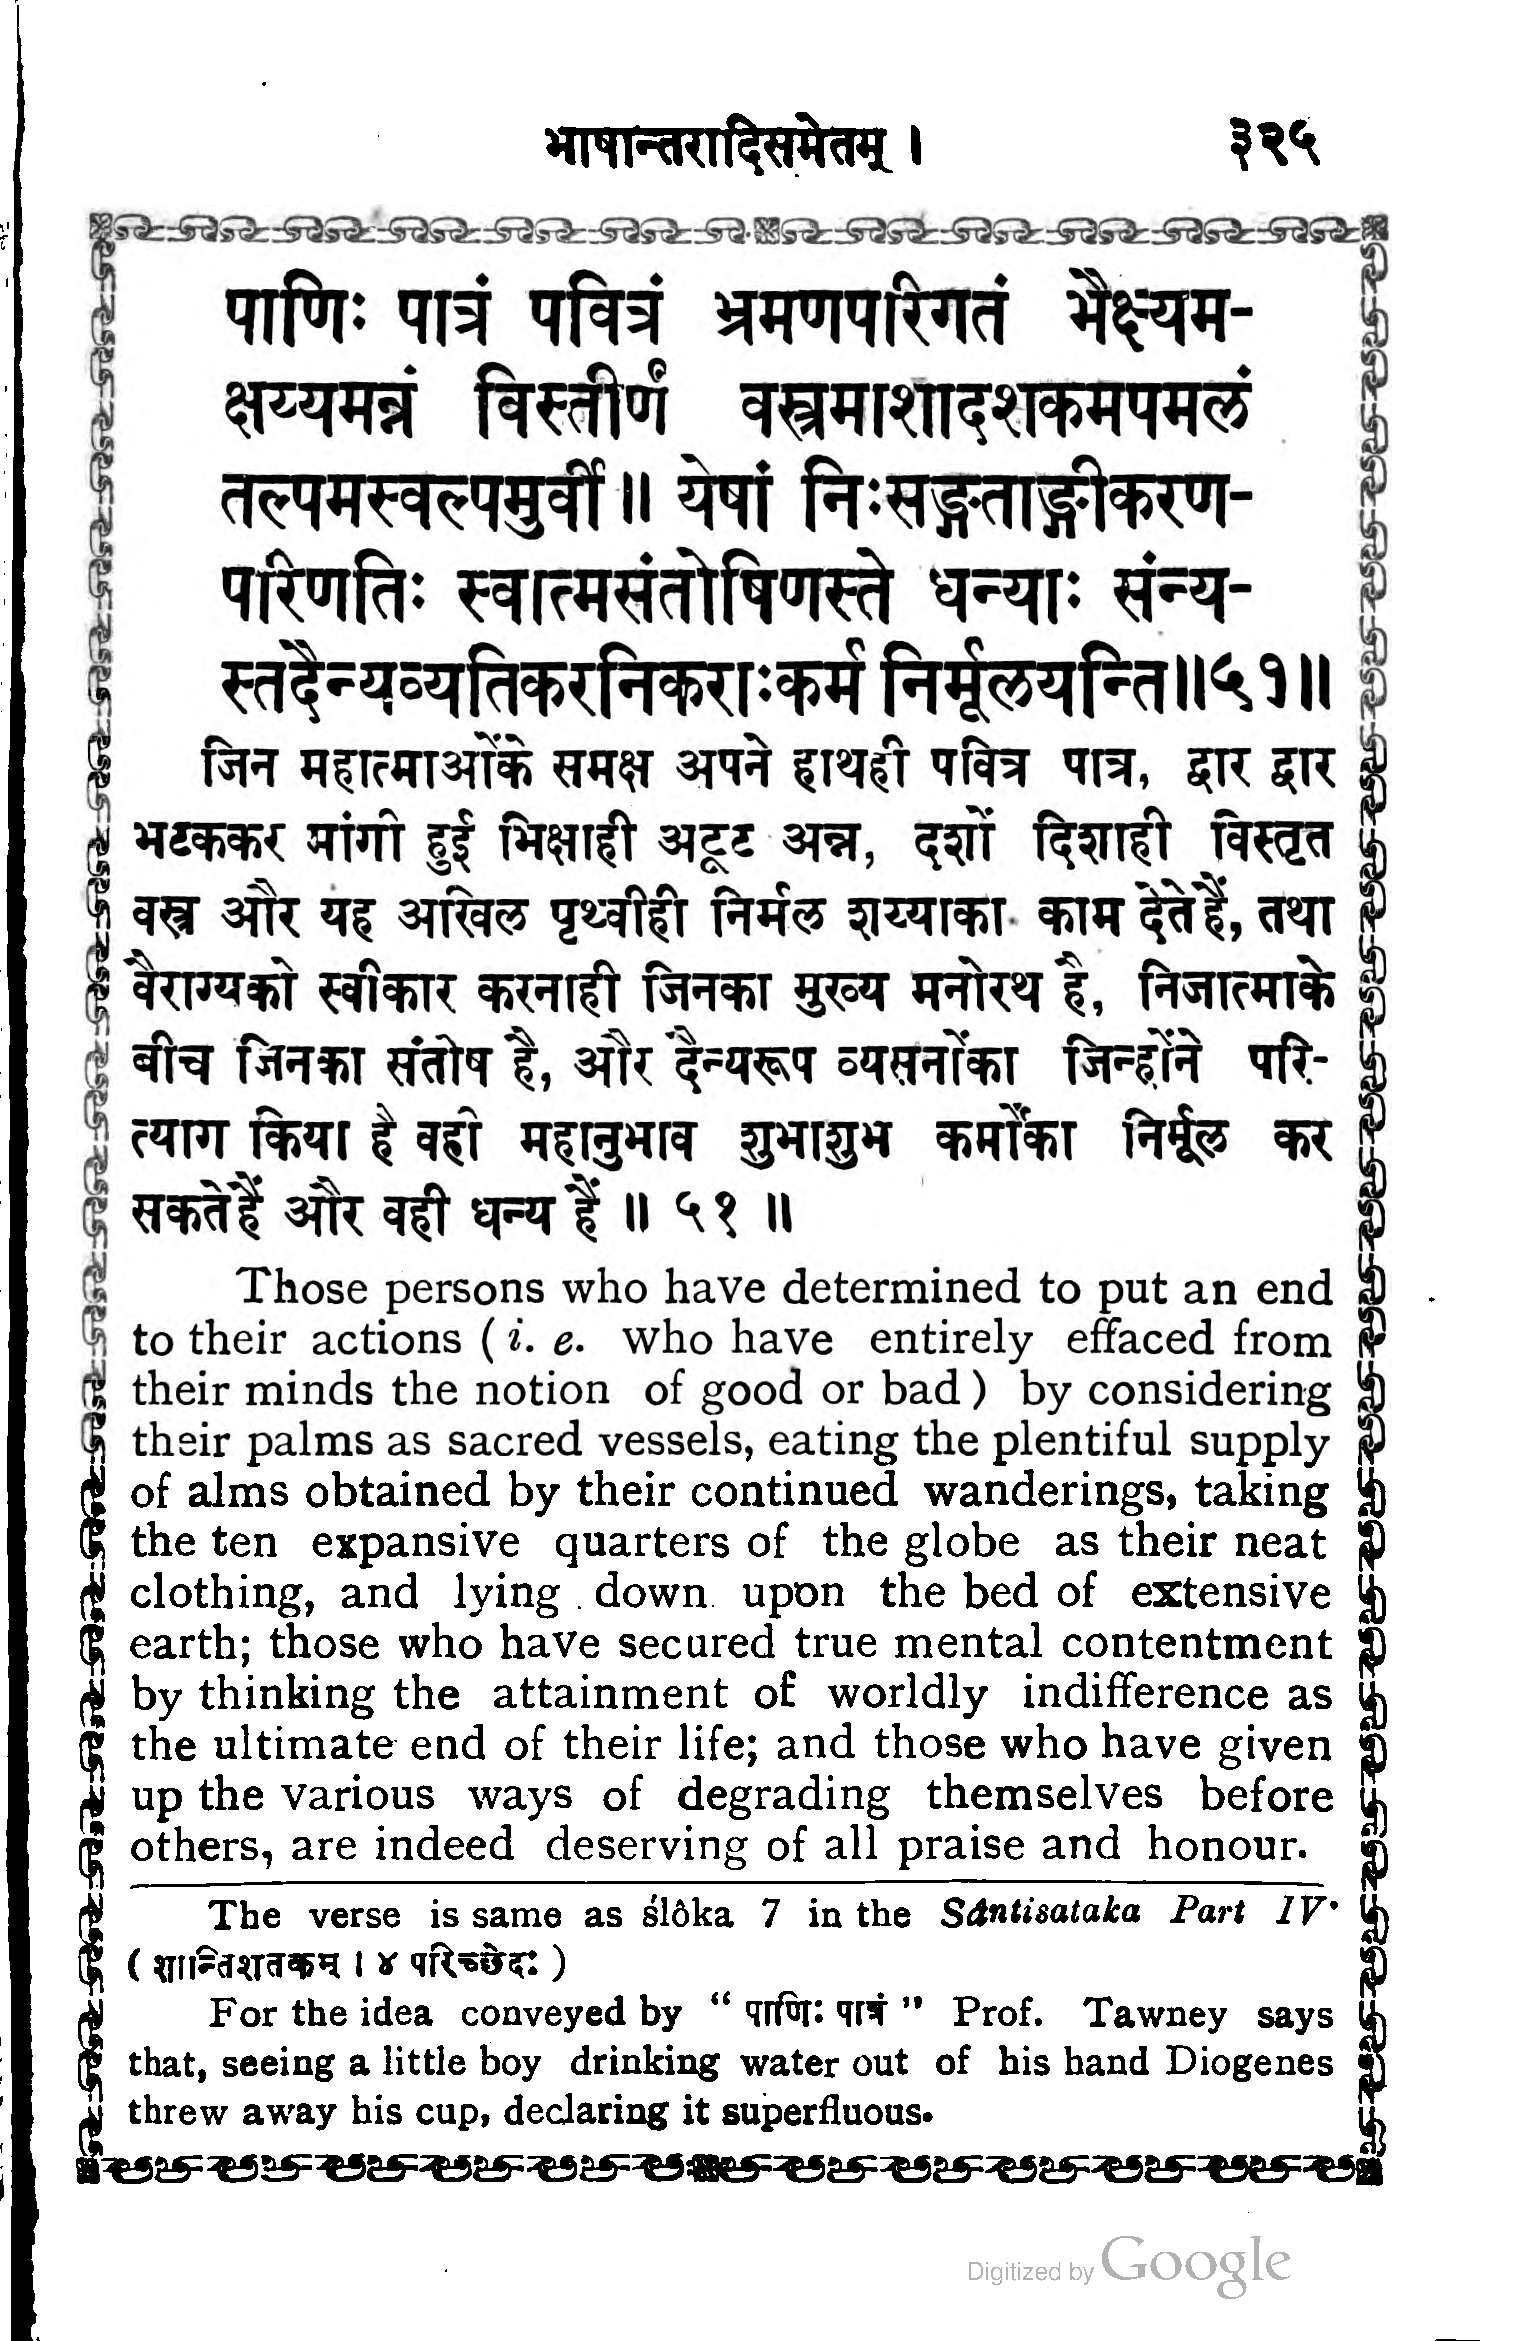 भाषान्तरादिसमेतम् । ३२५
पाणिः पात्रं पवित्रं भ्रमणपरिगतं भैक्ष्यम-
क्षय्यमन्नं विस्तीर्णं वस्त्रमाशादशकमपमलं
तल्पमस्वल्पमुर्वी ॥ येषां निःसङ्गताङ्गीकरण-
परिणतिः स्वात्मसंतोषिणस्ते धन्याः संन्य-
स्तदैन्यव्यतिकरनिकराःकर्म निर्मूलयन्ति॥५१॥
जिन महात्माओंके समक्ष अपने हाथही पवित्र पात्र, द्वार द्वार
भटककर मांगी हुई भिक्षाही अटूट अन्न, दशों दिशाही विस्तृत
वस्त्र और यह अखिल पृथ्वीही निर्मल शय्याका काम देतेहैं, तथा
वैराग्यको स्वीकार करनाही जिनका मुख्य मनोरथ है, निजात्माके
बीच जिनका संतोष है, और दैन्यरूप व्यसनोंका जिन्होंने परि-
त्याग किया है वही महानुभाव शुभाशुभ कर्मोंका निर्मूल कर
सकतेहैं और वही धन्य हैं ॥ ५१ ॥
Those persons who have determined to put an end
to their actions ( i. e. who have entirely effaced from
their minds the notion of good or bad ) by considering
their palms as sacred vessels, eating the plentiful supply
of alms obtained by their continued wanderings, taking
the ten expansive quarters of the globe as their neat
clothing, and lying down upon the bed of extensive
earth; those who have secured true mental contentment
by thinking the attainment of worldly indifference as
the ultimate end of their life; and those who have given
up the various ways of degrading themselves before
others, are indeed deserving of all praise and honour.
The verse is same as ślôka 7 in the Sántisataka Part IV.
( शान्तिशतकम् । ४ परिच्छेदः )
For the idea conveyed by “ पाणिः पात्रं ” Prof. Tawney says
that, seeing a little boy drinking water out of his hand Diogenes
threw away his cup, declaring it superfluous.
Digitized by Google